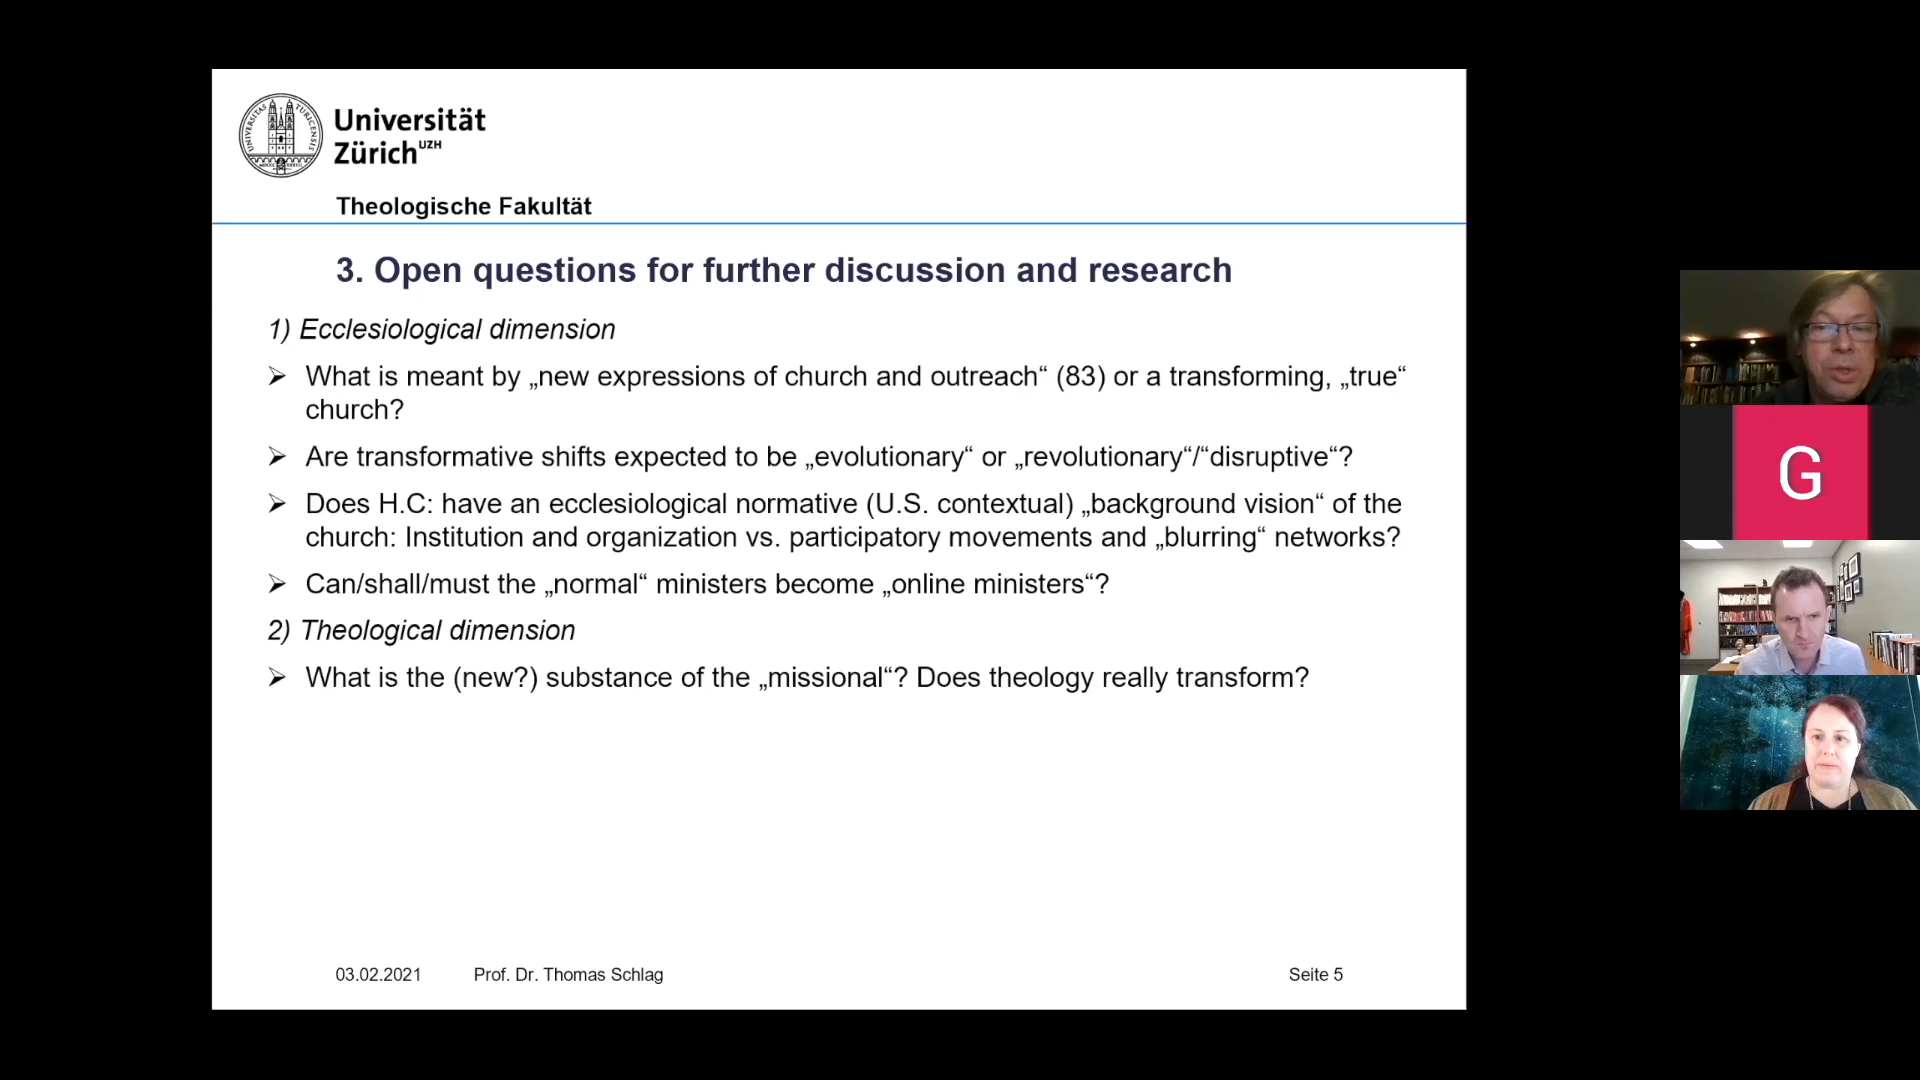 UNIVERSITAS TURICENSIS
MDCCC XXXIII
Universität
Zürich UZH
Theologische Fakultät
3. Open questions for further discussion and research
1) Ecclesiological dimension
➢ What is meant by „new expressions of church and outreach“ (83) or a transforming, „true“
church?
➢ Are transformative shifts expected to be „evolutionary“ or „revolutionary“/“disruptive“?
➢ Does H.C: have an ecclesiological normative (U.S. contextual) „background vision“ of the
church: Institution and organization vs. participatory movements and „blurring“ networks?
➢ Can/shall/must the „normal“ ministers become „online ministers“?
2) Theological dimension
➢ What is the (new?) substance of the „missional“? Does theology really transform?
03.02.2021 Prof. Dr. Thomas Schlag Seite 5
G